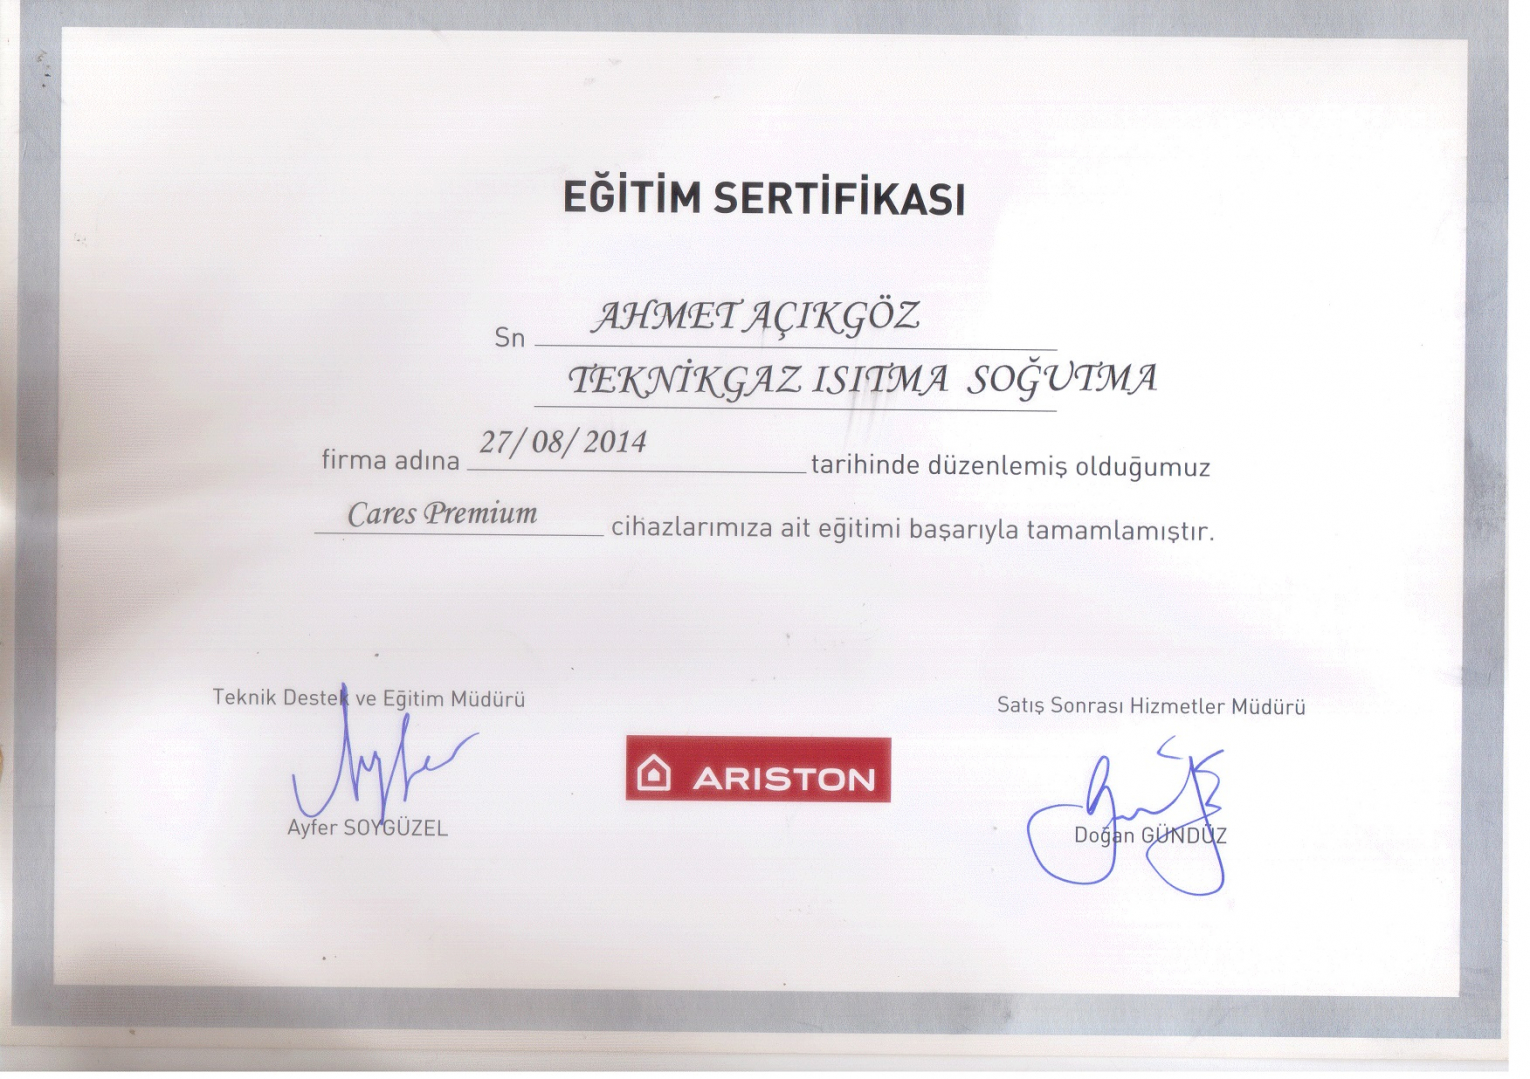 EĞİTİM SERTİFİKASI
Sn AHMET AÇIKGÖZ
TEKNİKGAZ ISITMA SOĞUTMA
firma adına 27/08/2014 tarihinde düzenlemiş olduğumuz
Cares Premium cihazlarımıza ait eğitimi başarıyla tamamlamıştır.
Teknik Destek ve Eğitim Müdürü
Satış Sonrası Hizmetler Müdürü
ARISTON
Ayfer SOYGÜZEL
Doğan GÜNDÜZ